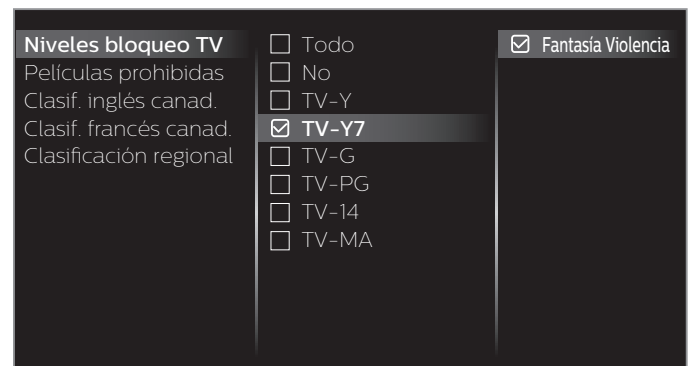 Niveles bloqueo TV
Películas prohibidas
Clasif. inglés canad.
Clasif. francés canad.
Clasificación regional
Todo
No
TV-Y
TV-Y7
TV-G
TV-PG
TV-14
TV-MA
Fantasía Violencia